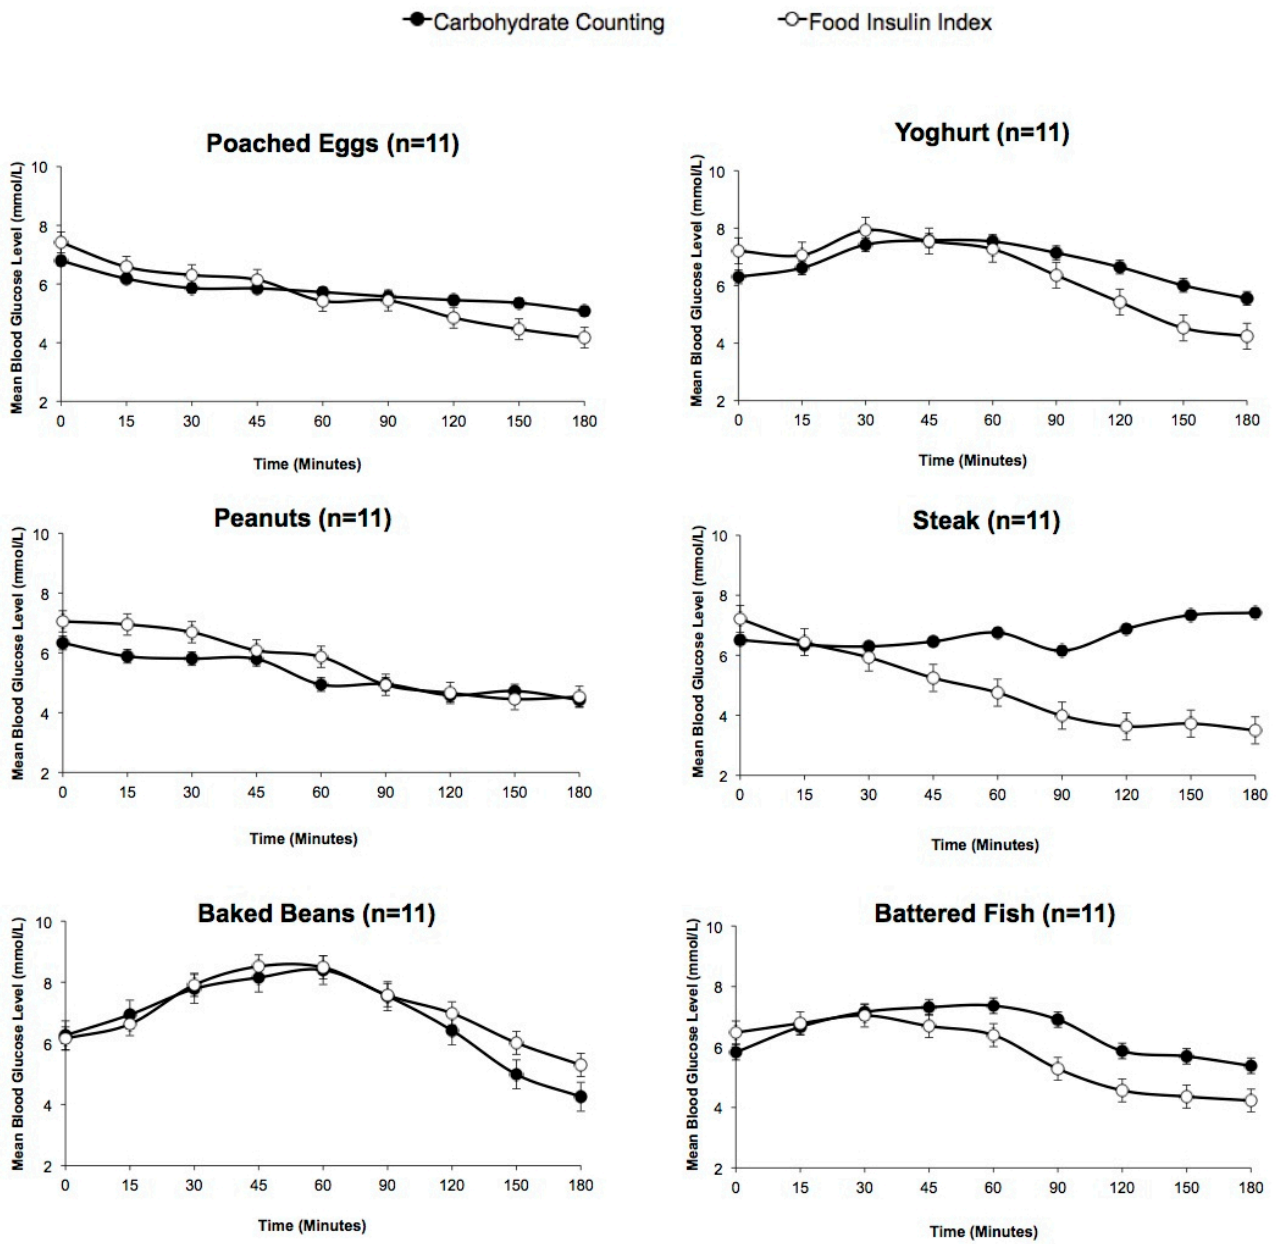 Carbohydrate Counting
Food Insulin Index
Poached Eggs (n=11)
Mean Blood Glucose Level (mmol/L)
10
8
6
4
2
0 15 30 45 60 90 120 150 180
Time (Minutes)
Yoghurt (n=11)
Mean Blood Glucose Level (mmol/L)
10
8
6
4
2
0 15 30 45 60 90 120 150 180
Time (Minutes)
Peanuts (n=11)
Mean Blood Glucose Level (mmol/L)
10
8
6
4
2
0 15 30 45 60 90 120 150 180
Time (Minutes)
Steak (n=11)
Mean Blood Glucose Level (mmol/L)
10
8
6
4
2
0 15 30 45 60 90 120 150 180
Time (Minutes)
Baked Beans (n=11)
Mean Blood Glucose Level (mmol/L)
10
8
6
4
2
0 15 30 45 60 90 120 150 180
Time (Minutes)
Battered Fish (n=11)
Mean Blood Glucose Level (mmol/L)
10
8
6
4
2
0 15 30 45 60 90 120 150 180
Time (Minutes)